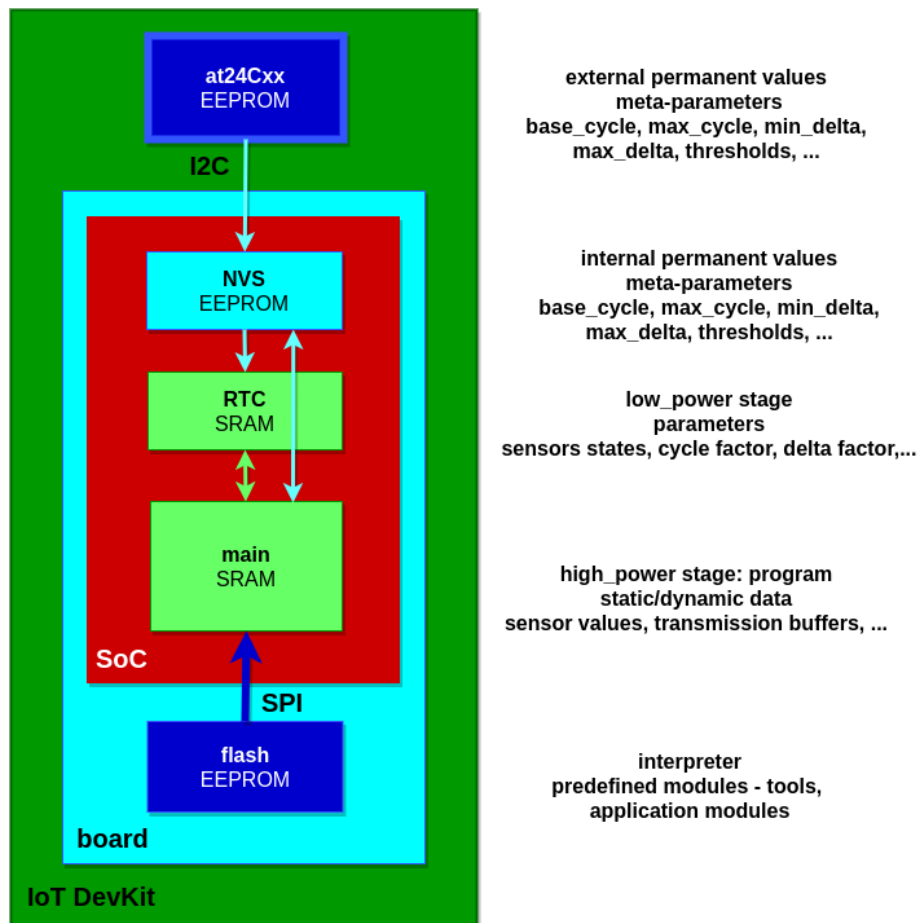 at24Cxx
EEPROM
external permanent values
meta-parameters
base_cycle, max_cycle, min_delta,
max_delta, thresholds, ...
I2C
NVS
EEPROM
internal permanent values
meta-parameters
base_cycle, max_cycle, min_delta,
max_delta, thresholds, ...
RTC
SRAM
low_power stage
parameters
sensors states, cycle factor, delta factor,...
main
SRAM
high_power stage: program
static/dynamic data
sensor values, transmission buffers, ...
SoC
SPI
flash
EEPROM
interpreter
predefined modules - tools,
application modules
board
IoT DevKit